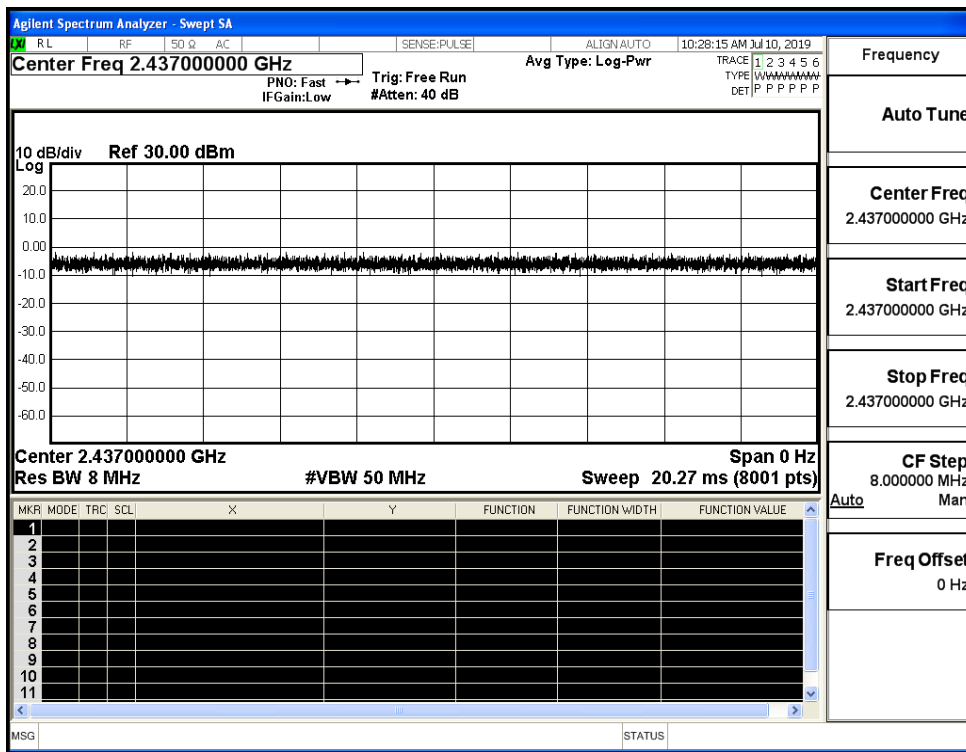 Agilent Spectrum Analyzer - Swept SA
LXI RL RF 50 Ω AC SENSE:PULSE ALIGN AUTO 10:28:15 AM Jul 10, 2019
Center Freq 2.437000000 GHz Avg Type: Log-Pwr TRACE 1 2 3 4 5 6
PNO: Fast Trig: Free Run TYPE WWWWWW
IFGain:Low #Atten: 40 dB DET P P P P P P
Frequency
Auto Tune
10 dB/div Ref 30.00 dBm
Log
20.0
10.0
0.00
-10.0
-20.0
-30.0
-40.0
-50.0
-60.0
Center Freq
2.437000000 GHz
Start Freq
2.437000000 GHz
Stop Freq
2.437000000 GHz
Center 2.437000000 GHz Span 0 Hz
Res BW 8 MHz #VBW 50 MHz Sweep 20.27 ms (8001 pts)
CF Step
8.000000 MHz
Auto Man
MKR MODE TRC SCL X Y FUNCTION FUNCTION WIDTH FUNCTION VALUE
1
2
3
4
5
6
7
8
9
10
11
Freq Offset
0 Hz
MSG STATUS